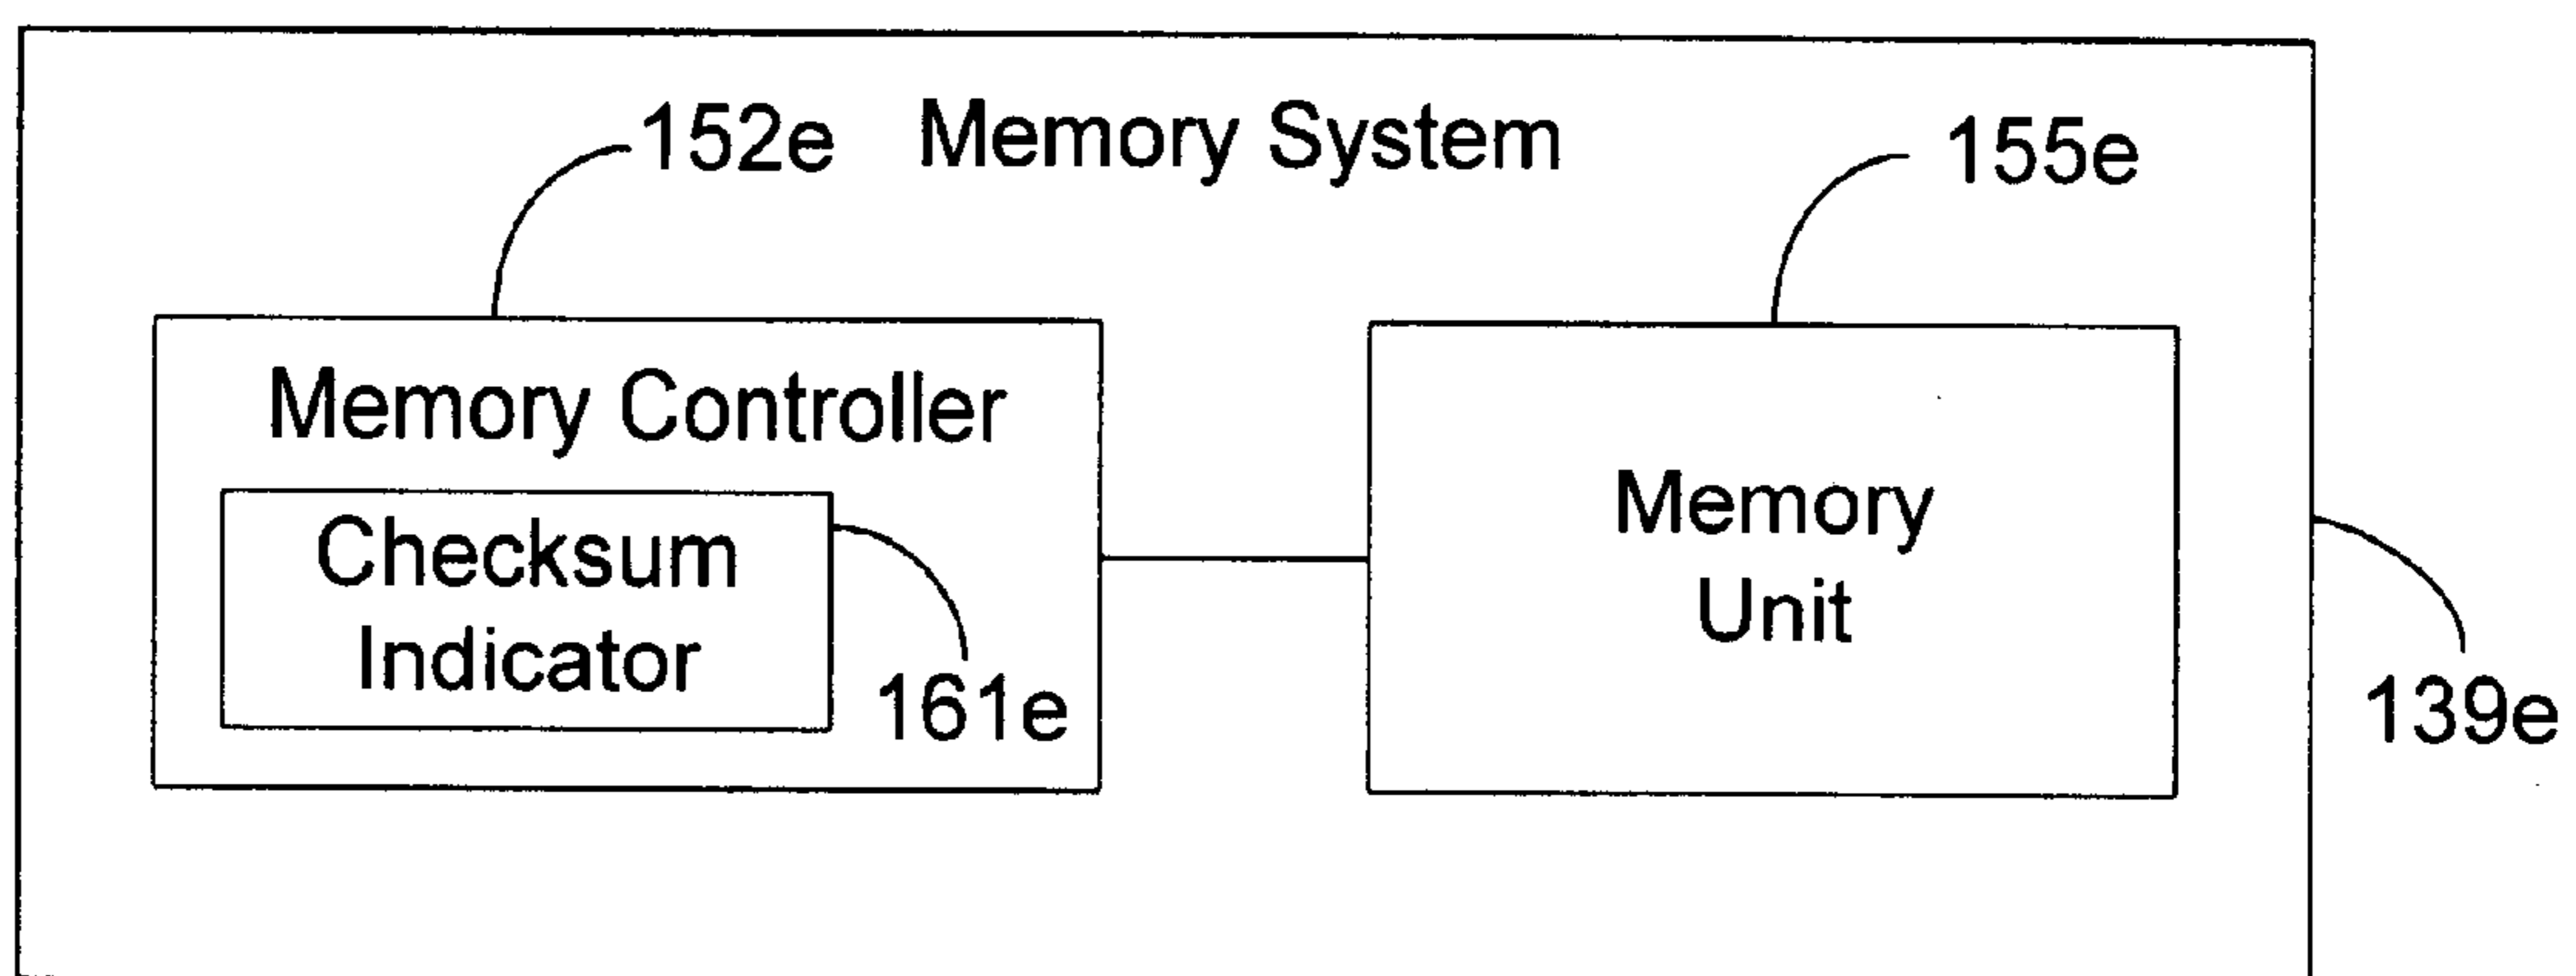 152e Memory System 155e
Memory Controller
Checksum
Indicator
161e
Memory
Unit
139e